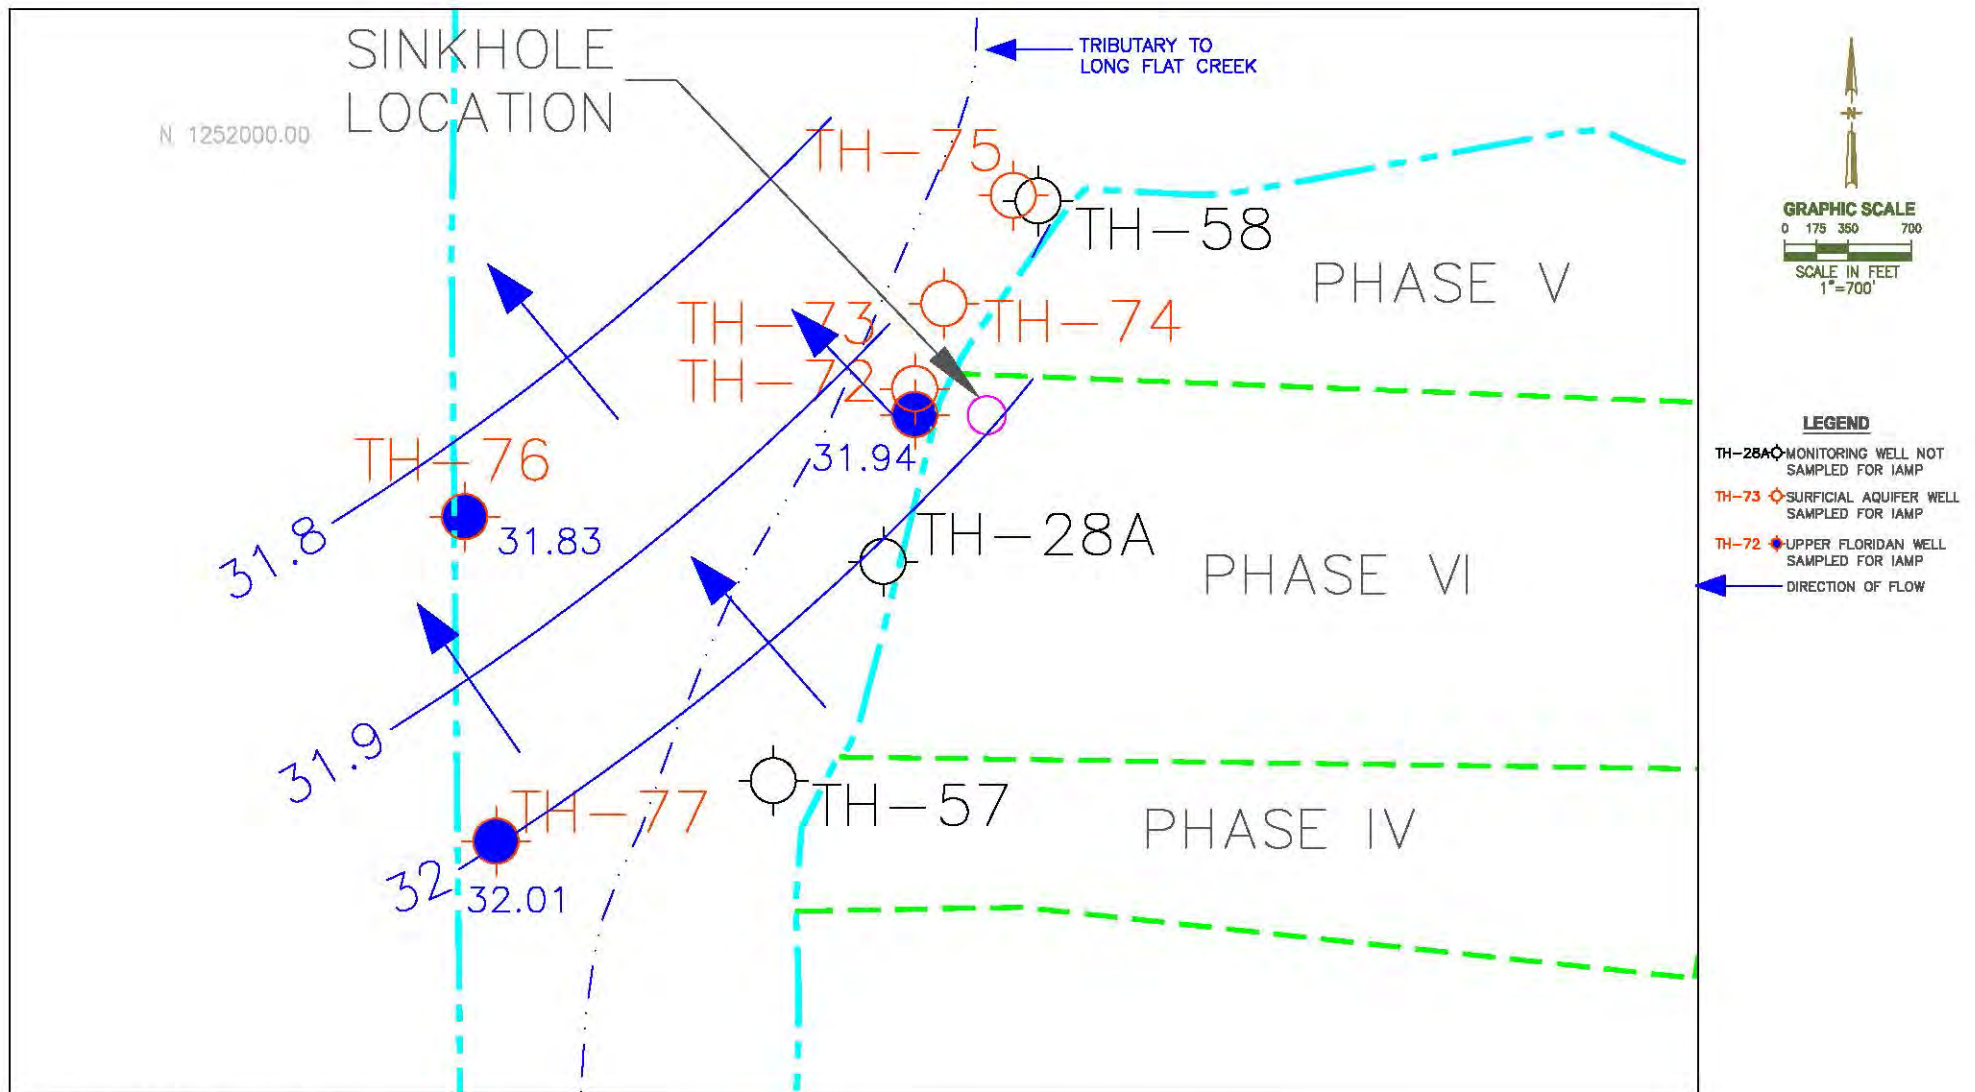 SINKHOLE
LOCATION
TRIBUTARY TO
LONG FLAT CREEK
N 1252000.00
TH-75
TH-58
PHASE V
TH-73
TH-74
TH-72
31.94
TH-76
31.8
31.83
TH-28A
PHASE VI
31.9
TH-77
TH-57
PHASE IV
32
32.01
N
GRAPHIC SCALE
0 175 350 700
SCALE IN FEET
1"=700'
LEGEND
TH-28A MONITORING WELL NOT
SAMPLED FOR IAMP
TH-73 SURFICIAL AQUIFER WELL
SAMPLED FOR IAMP
TH-72 UPPER FLORIDAN WELL
SAMPLED FOR IAMP
DIRECTION OF FLOW